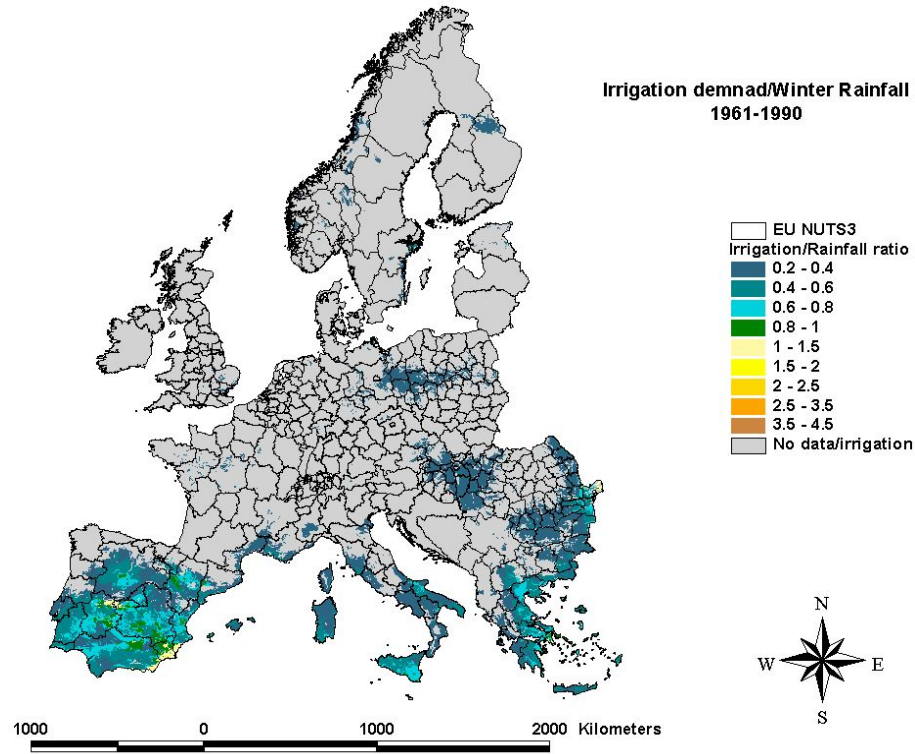 Irrigation demnad/Winter Rainfall
1961-1990
EU NUTS3
Irrigation/Rainfall ratio
0.2 - 0.4
0.4 - 0.6
0.6 - 0.8
0.8 - 1
1 - 1.5
1.5 - 2
2 - 2.5
2.5 - 3.5
3.5 - 4.5
No data/irrigation
N
W E
S
1000 0 1000 2000 Kilometers